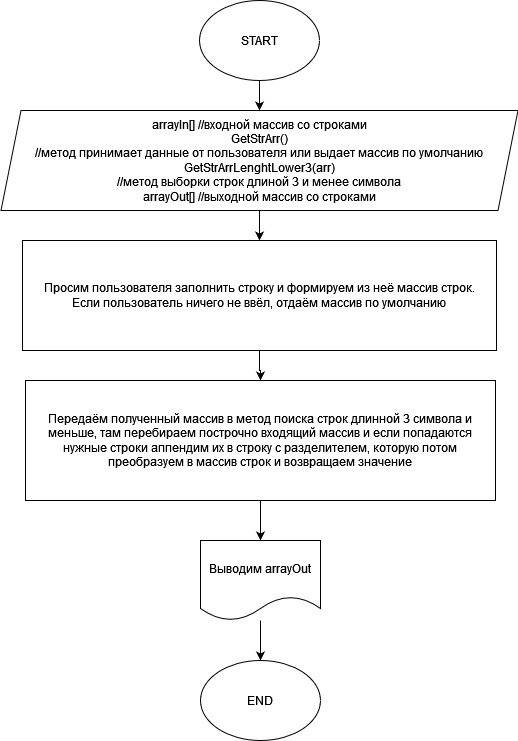 START
arrayIn[] //входной массив со строками
GetStrArr()
//метод принимает данные от пользователя или выдает массив по умолчанию
GetStrArrLenghtLower3(arr)
//метод выборки строк длиной 3 и менее символа
arrayOut[] //выходной массив со строками
Просим пользователя заполнить строку и формируем из неё массив строк.
Если пользователь ничего не ввёл, отдаём массив по умолчанию
Передаём полученный массив в метод поиска строк длинной 3 символа и
меньше, там перебираем построчно входящий массив и если попадаются
нужные строки аппендим их в строку с разделителем, которую потом
преобразуем в массив строк и возвращаем значение
Выводим arrayOut
END